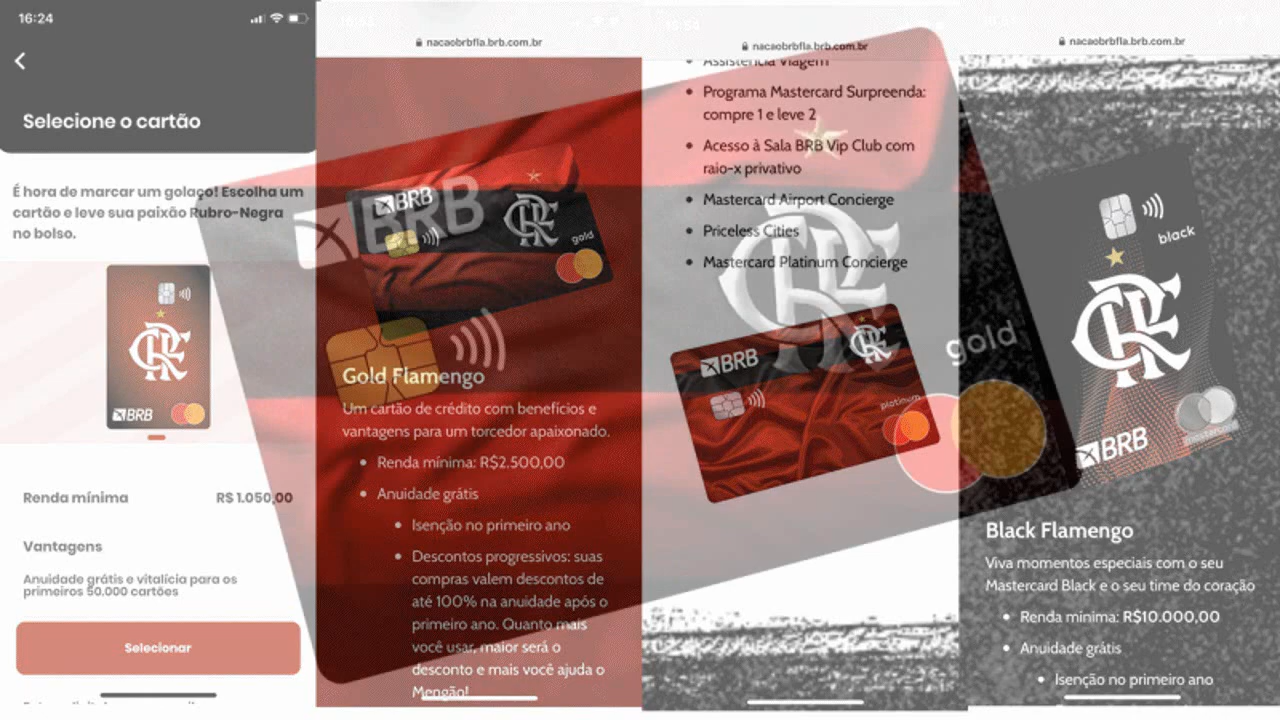 16:24
Selecione o cartão
É hora de marcar um golaço! Escolha um
cartão e leve sua paixão Rubro-Negra
no bolso.
BRB
Renda mínima R$ 1.050,00
Vantagens
Anuidade grátis e vitalícia para os
primeiros 50.000 cartões
Selecionar
nacaobrbfla.brb.com.br
BRB
gold
BRB
Gold Flamengo
Um cartão de crédito com benefícios e
vantagens para um torcedor apaixonado.
Renda mínima: R$2.500,00
Anuidade grátis
Isenção no primeiro ano
Descontos progressivos: suas
compras valem descontos de
até 100% na anuidade após o
primeiro ano. Quanto mais
você usar, maior será o
desconto e mais você ajuda o
Mengão!
nacaobrbfla.brb.com.br
Assistência Viagem
Programa Mastercard Surpreenda:
compre 1 e leve 2
Acesso à Sala BRB Vip Club com
raio-x privativo
Mastercard Airport Concierge
Priceless Cities
Mastercard Platinum Concierge
BRB
platinum
gold
nacaobrbfla.brb.com.br
black
mastercard
BRB
Black Flamengo
Viva momentos especiais com o seu
Mastercard Black e o seu time do coração
Renda mínima: R$10.000,00
Anuidade grátis
Isenção no primeiro ano